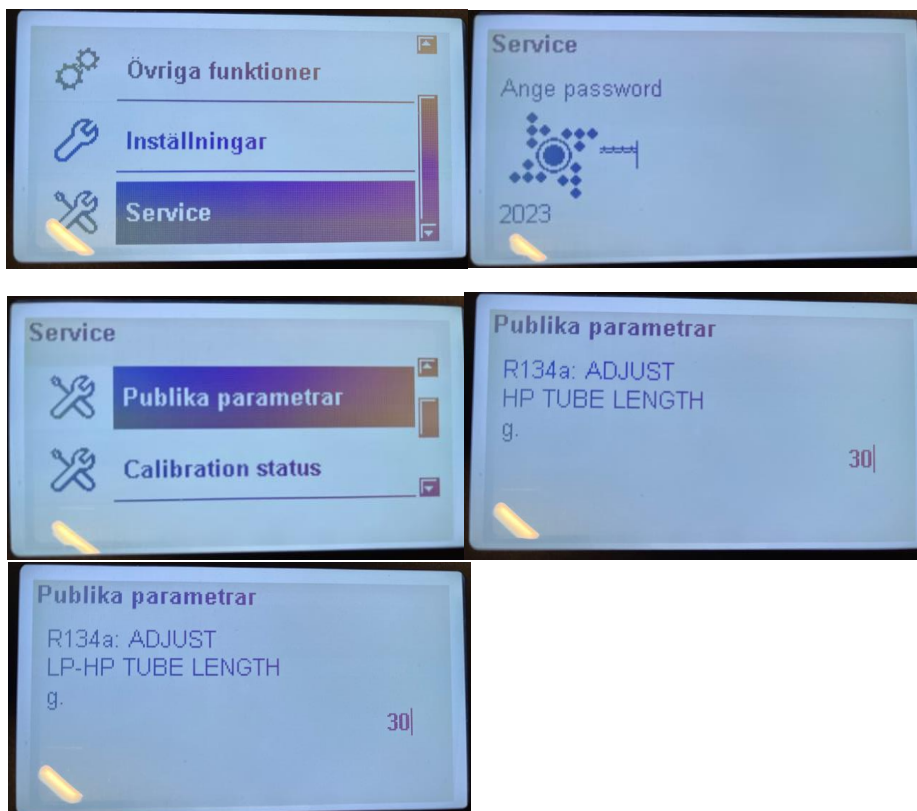 Övriga funktioner
Inställningar
Service
Service
Ange password
****
2023
Service
Publika parametrar
Calibration status
Publika parametrar
R134a: ADJUST
HP TUBE LENGTH
g.
30
Publika parametrar
R134a: ADJUST
LP-HP TUBE LENGTH
g.
30